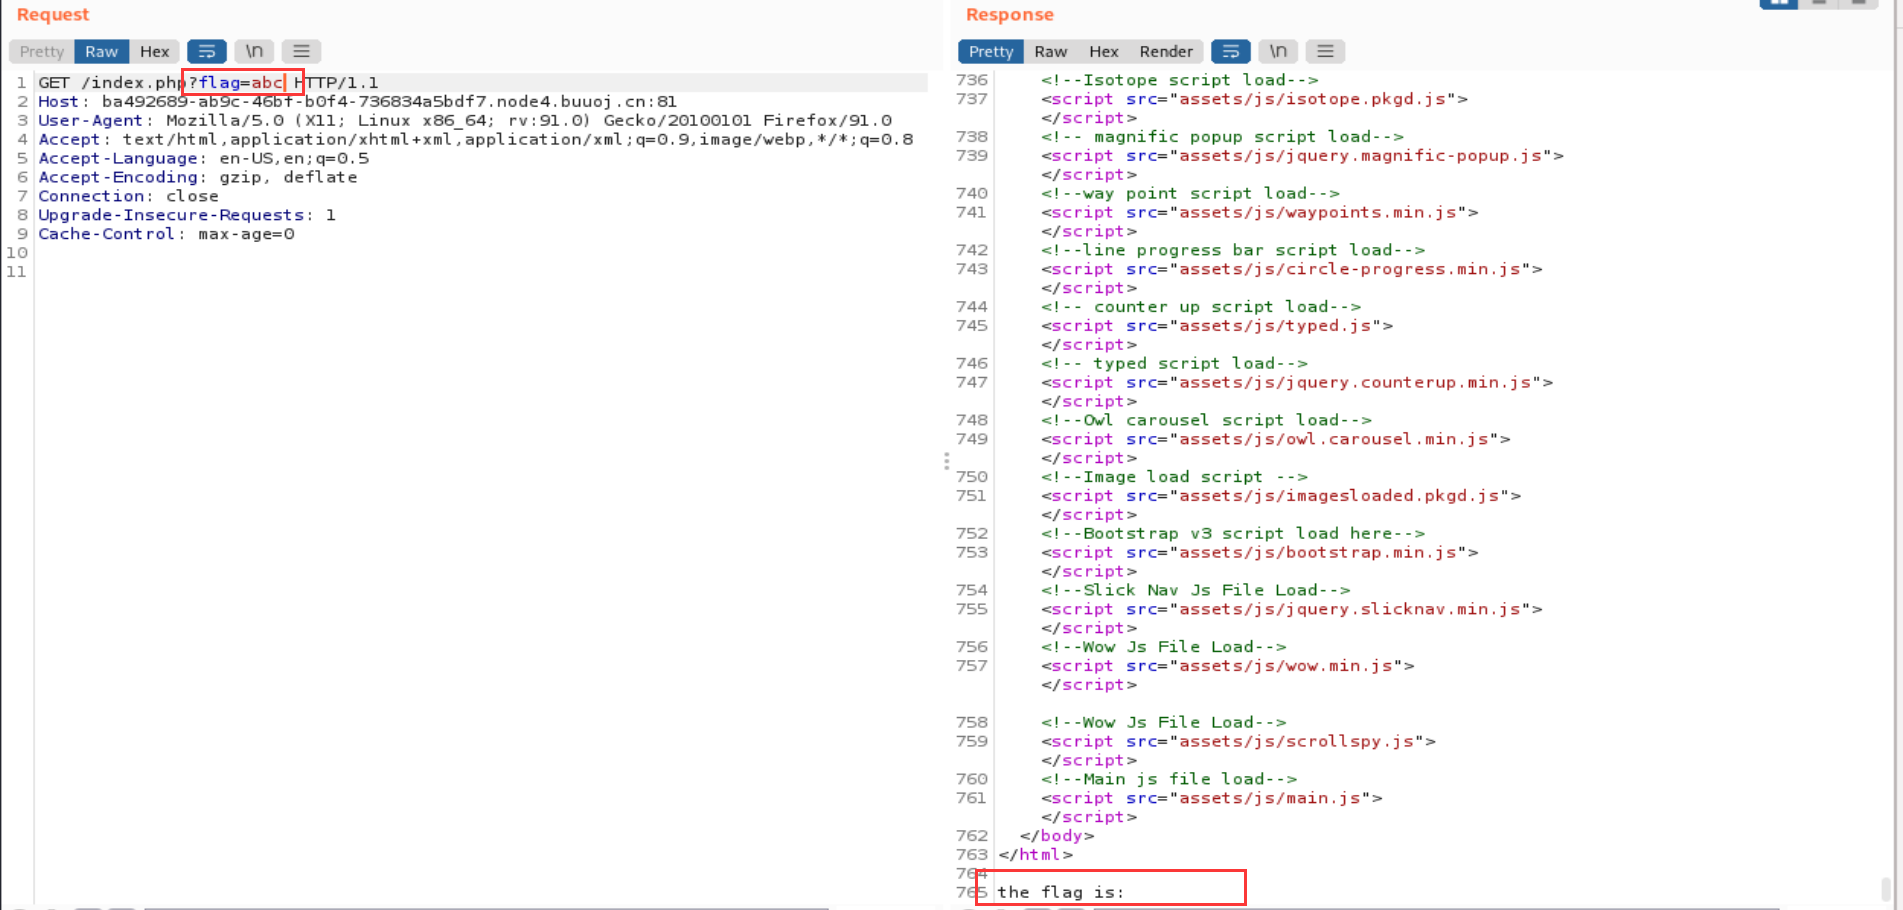 Request
Pretty Raw Hex \n
1 GET /index.php?flag=abc HTTP/1.1
2 Host: ba492689-ab9c-46bf-b0f4-736834a5bdf7.node4.buuoj.cn:81
3 User-Agent: Mozilla/5.0 (X11; Linux x86_64; rv:91.0) Gecko/20100101 Firefox/91.0
4 Accept: text/html,application/xhtml+xml,application/xml;q=0.9,image/webp,*/*;q=0.8
5 Accept-Language: en-US,en;q=0.5
6 Accept-Encoding: gzip, deflate
7 Connection: close
8 Upgrade-Insecure-Requests: 1
9 Cache-Control: max-age=0
10
11
Response
Pretty Raw Hex Render \n
736 <!--Isotope script load-->
737 <script src="assets/js/isotope.pkgd.js">
</script>
738 <!-- magnific popup script load-->
739 <script src="assets/js/jquery.magnific-popup.js">
</script>
740 <!--way point script load-->
741 <script src="assets/js/waypoints.min.js">
</script>
742 <!--line progress bar script load-->
743 <script src="assets/js/circle-progress.min.js">
</script>
744 <!-- counter up script load-->
745 <script src="assets/js/typed.js">
</script>
746 <!-- typed script load-->
747 <script src="assets/js/jquery.counterup.min.js">
</script>
748 <!--Owl carousel script load-->
749 <script src="assets/js/owl.carousel.min.js">
</script>
750 <!--Image load script -->
751 <script src="assets/js/imagesloaded.pkgd.js">
</script>
752 <!--Bootstrap v3 script load here-->
753 <script src="assets/js/bootstrap.min.js">
</script>
754 <!--Slick Nav Js File Load-->
755 <script src="assets/js/jquery.slicknav.min.js">
</script>
756 <!--Wow Js File Load-->
757 <script src="assets/js/wow.min.js">
</script>
758 <!--Wow Js File Load-->
759 <script src="assets/js/scrollspy.js">
</script>
760 <!--Main js file load-->
761 <script src="assets/js/main.js">
</script>
762 </body>
763 </html>
764
765 the flag is: